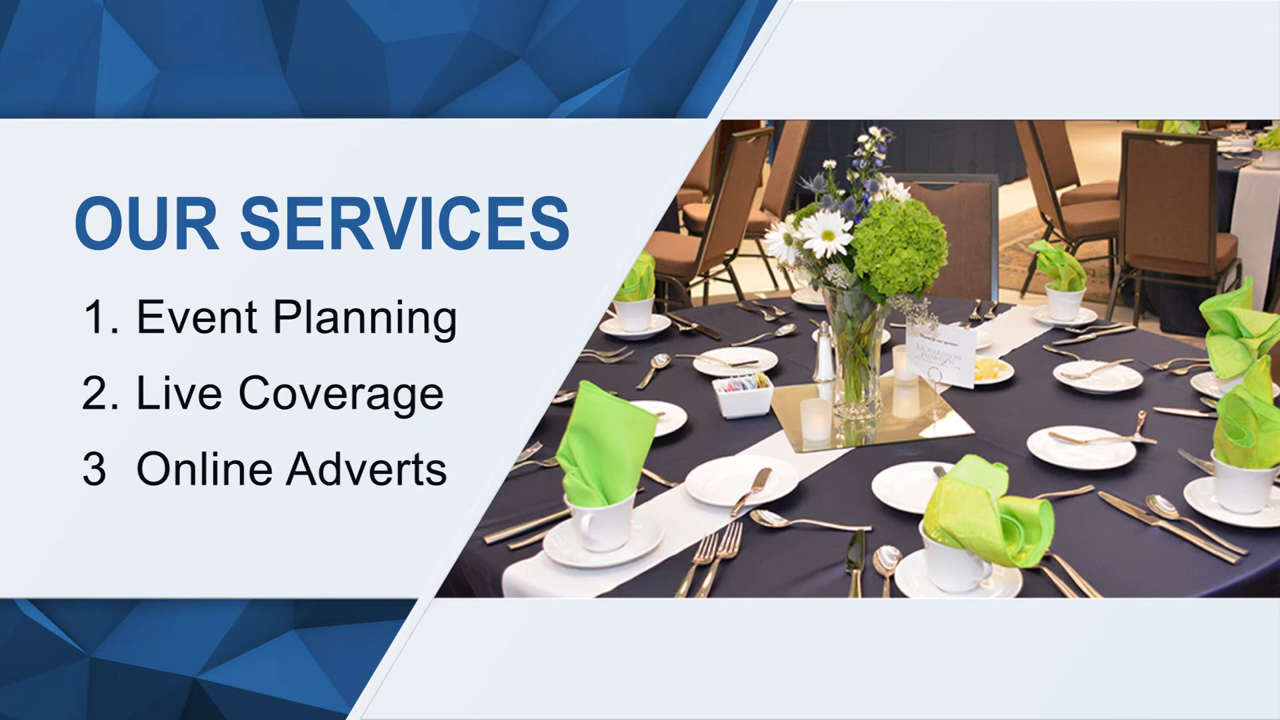 OUR SERVICES
1. Event Planning
2. Live Coverage
3 Online Adverts